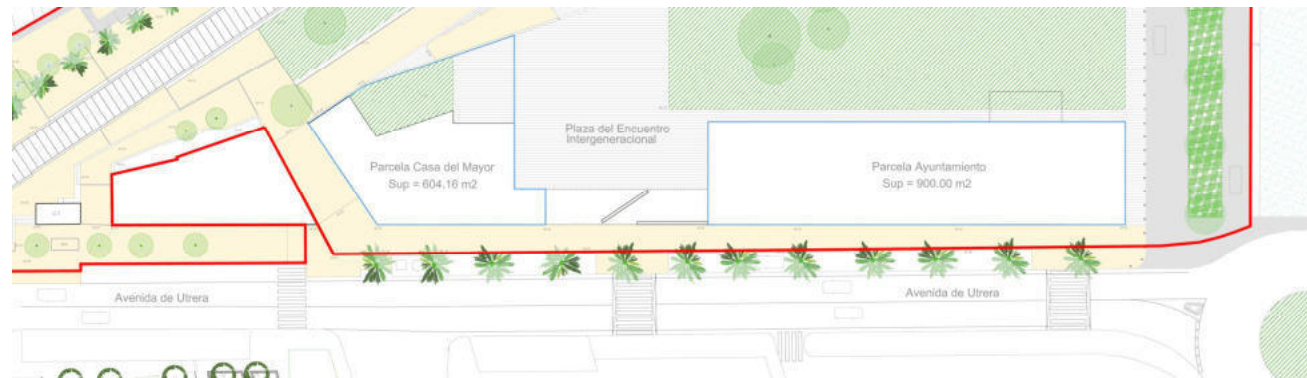 Plaza del Encuentro
Intergeneracional
Parcela Casa del Mayor
Sup = 604,16 m2
Parcela Ayuntamiento
Sup = 900.00 m2
Avenida de Utrera
Avenida de Utrera